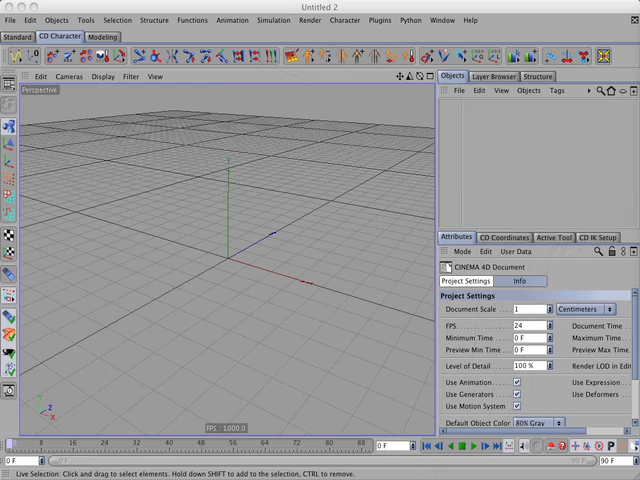 Untitled 2
File Edit Objects Tools Selection Structure Functions Animation Simulation Render Character Plugins Python Window Help
Standard CD Character Modeling
Edit Cameras Display Filter View
Perspective
Y
Y
Z
X
FPS : 1000.0
Objects Layer Browser Structure
File Edit View Objects Tags
Attributes CD Coordinates Active Tool CD IK Setup
Mode Edit User Data
CINEMA 4D Document
Project Settings Info
Project Settings
Document Scale . . . . 1 Centimeters
FPS. . . . . . . . . . . . . 24 Document Time
Minimum Time . . . . 0 F Maximum Time
Preview Min Time . . 0 F Preview Max Time
Level of Detail . . . . . 100 % Render LOD in Edit
Use Animation . . . . Use Expression
Use Generators . . . . Use Deformers
Use Motion System
Default Object Color 80% Gray
0 8 16 24 32 40 48 56 64 72 80 88 0 F
0 F 0 F 90 F 90 F
Live Selection: Click and drag to select elements. Hold down SHIFT to add to the selection, CTRL to remove.